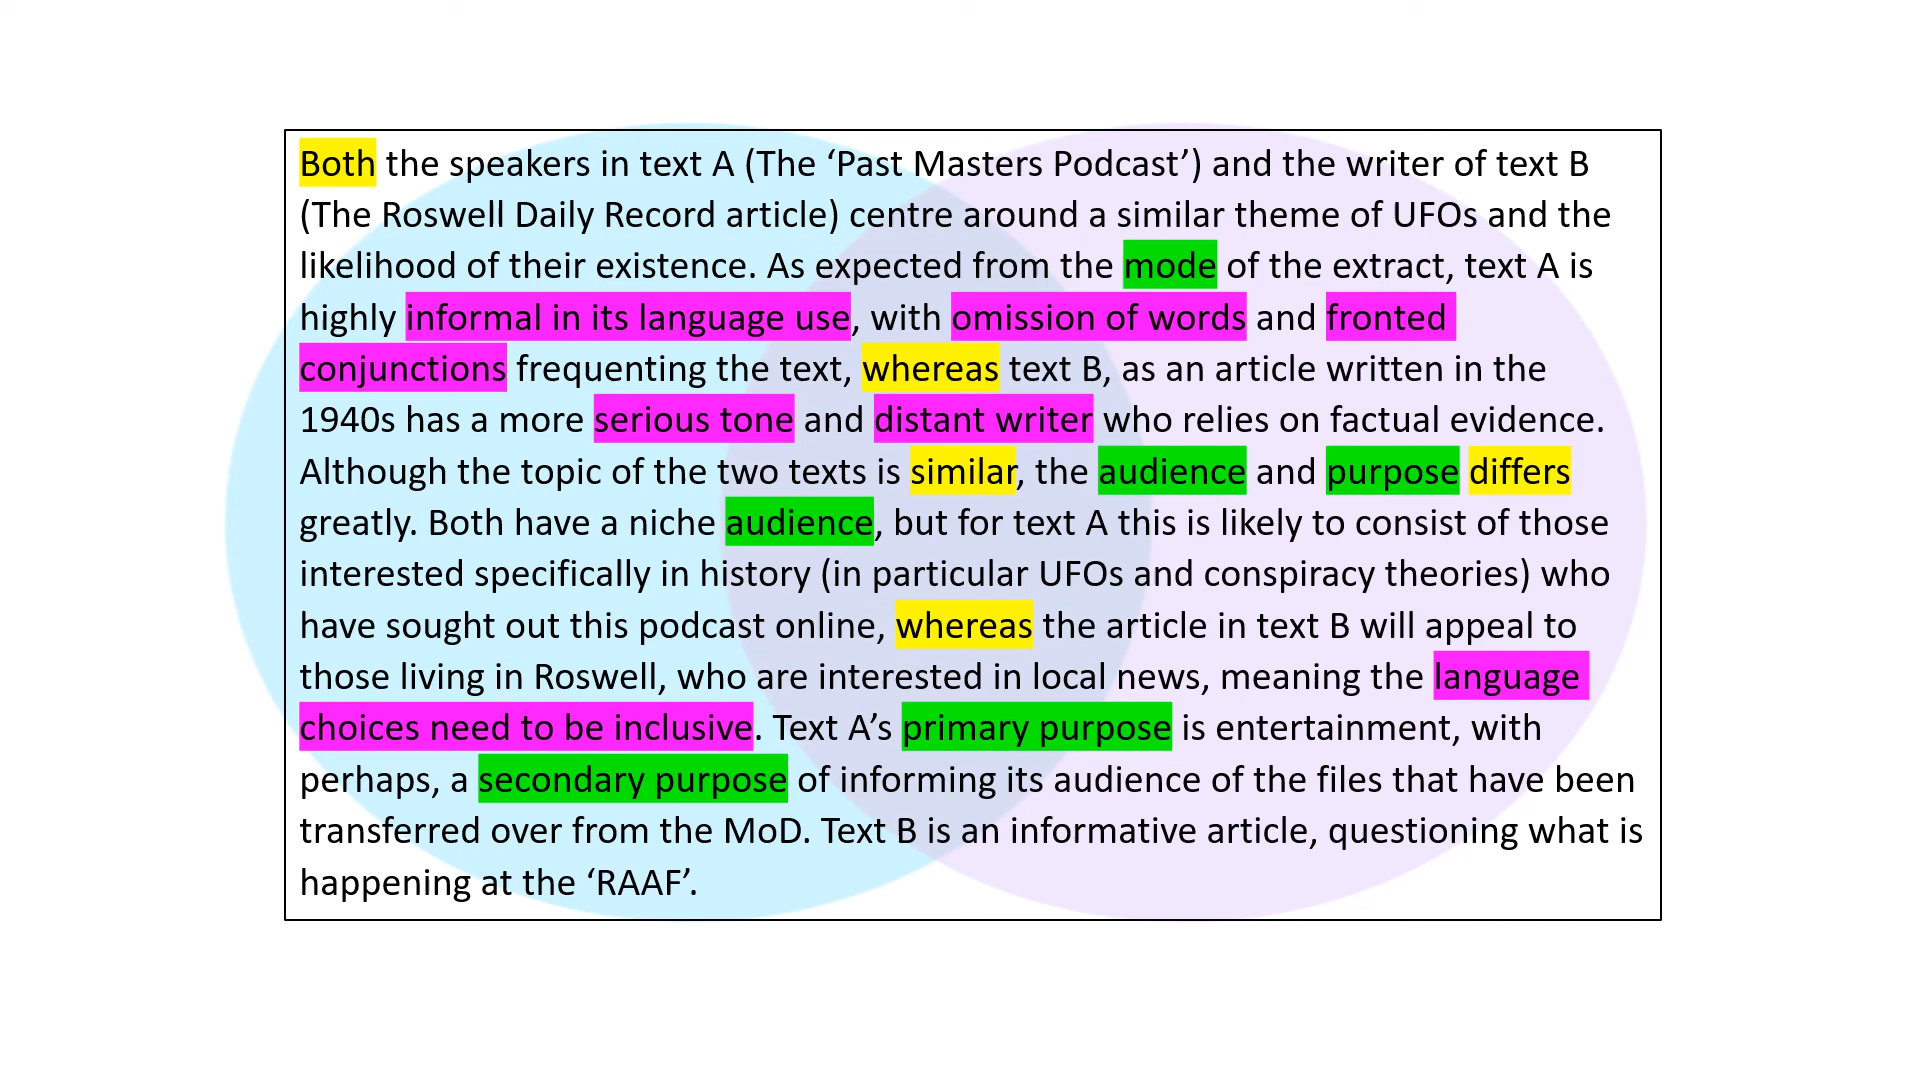 Both the speakers in text A (The ‘Past Masters Podcast’) and the writer of text B
(The Roswell Daily Record article) centre around a similar theme of UFOs and the
likelihood of their existence. As expected from the mode of the extract, text A is
highly informal in its language use, with omission of words and fronted
conjunctions frequenting the text, whereas text B, as an article written in the
1940s has a more serious tone and distant writer who relies on factual evidence.
Although the topic of the two texts is similar, the audience and purpose differs
greatly. Both have a niche audience, but for text A this is likely to consist of those
interested specifically in history (in particular UFOs and conspiracy theories) who
have sought out this podcast online, whereas the article in text B will appeal to
those living in Roswell, who are interested in local news, meaning the language
choices need to be inclusive. Text A’s primary purpose is entertainment, with
perhaps, a secondary purpose of informing its audience of the files that have been
transferred over from the MoD. Text B is an informative article, questioning what is
happening at the ‘RAAF’.